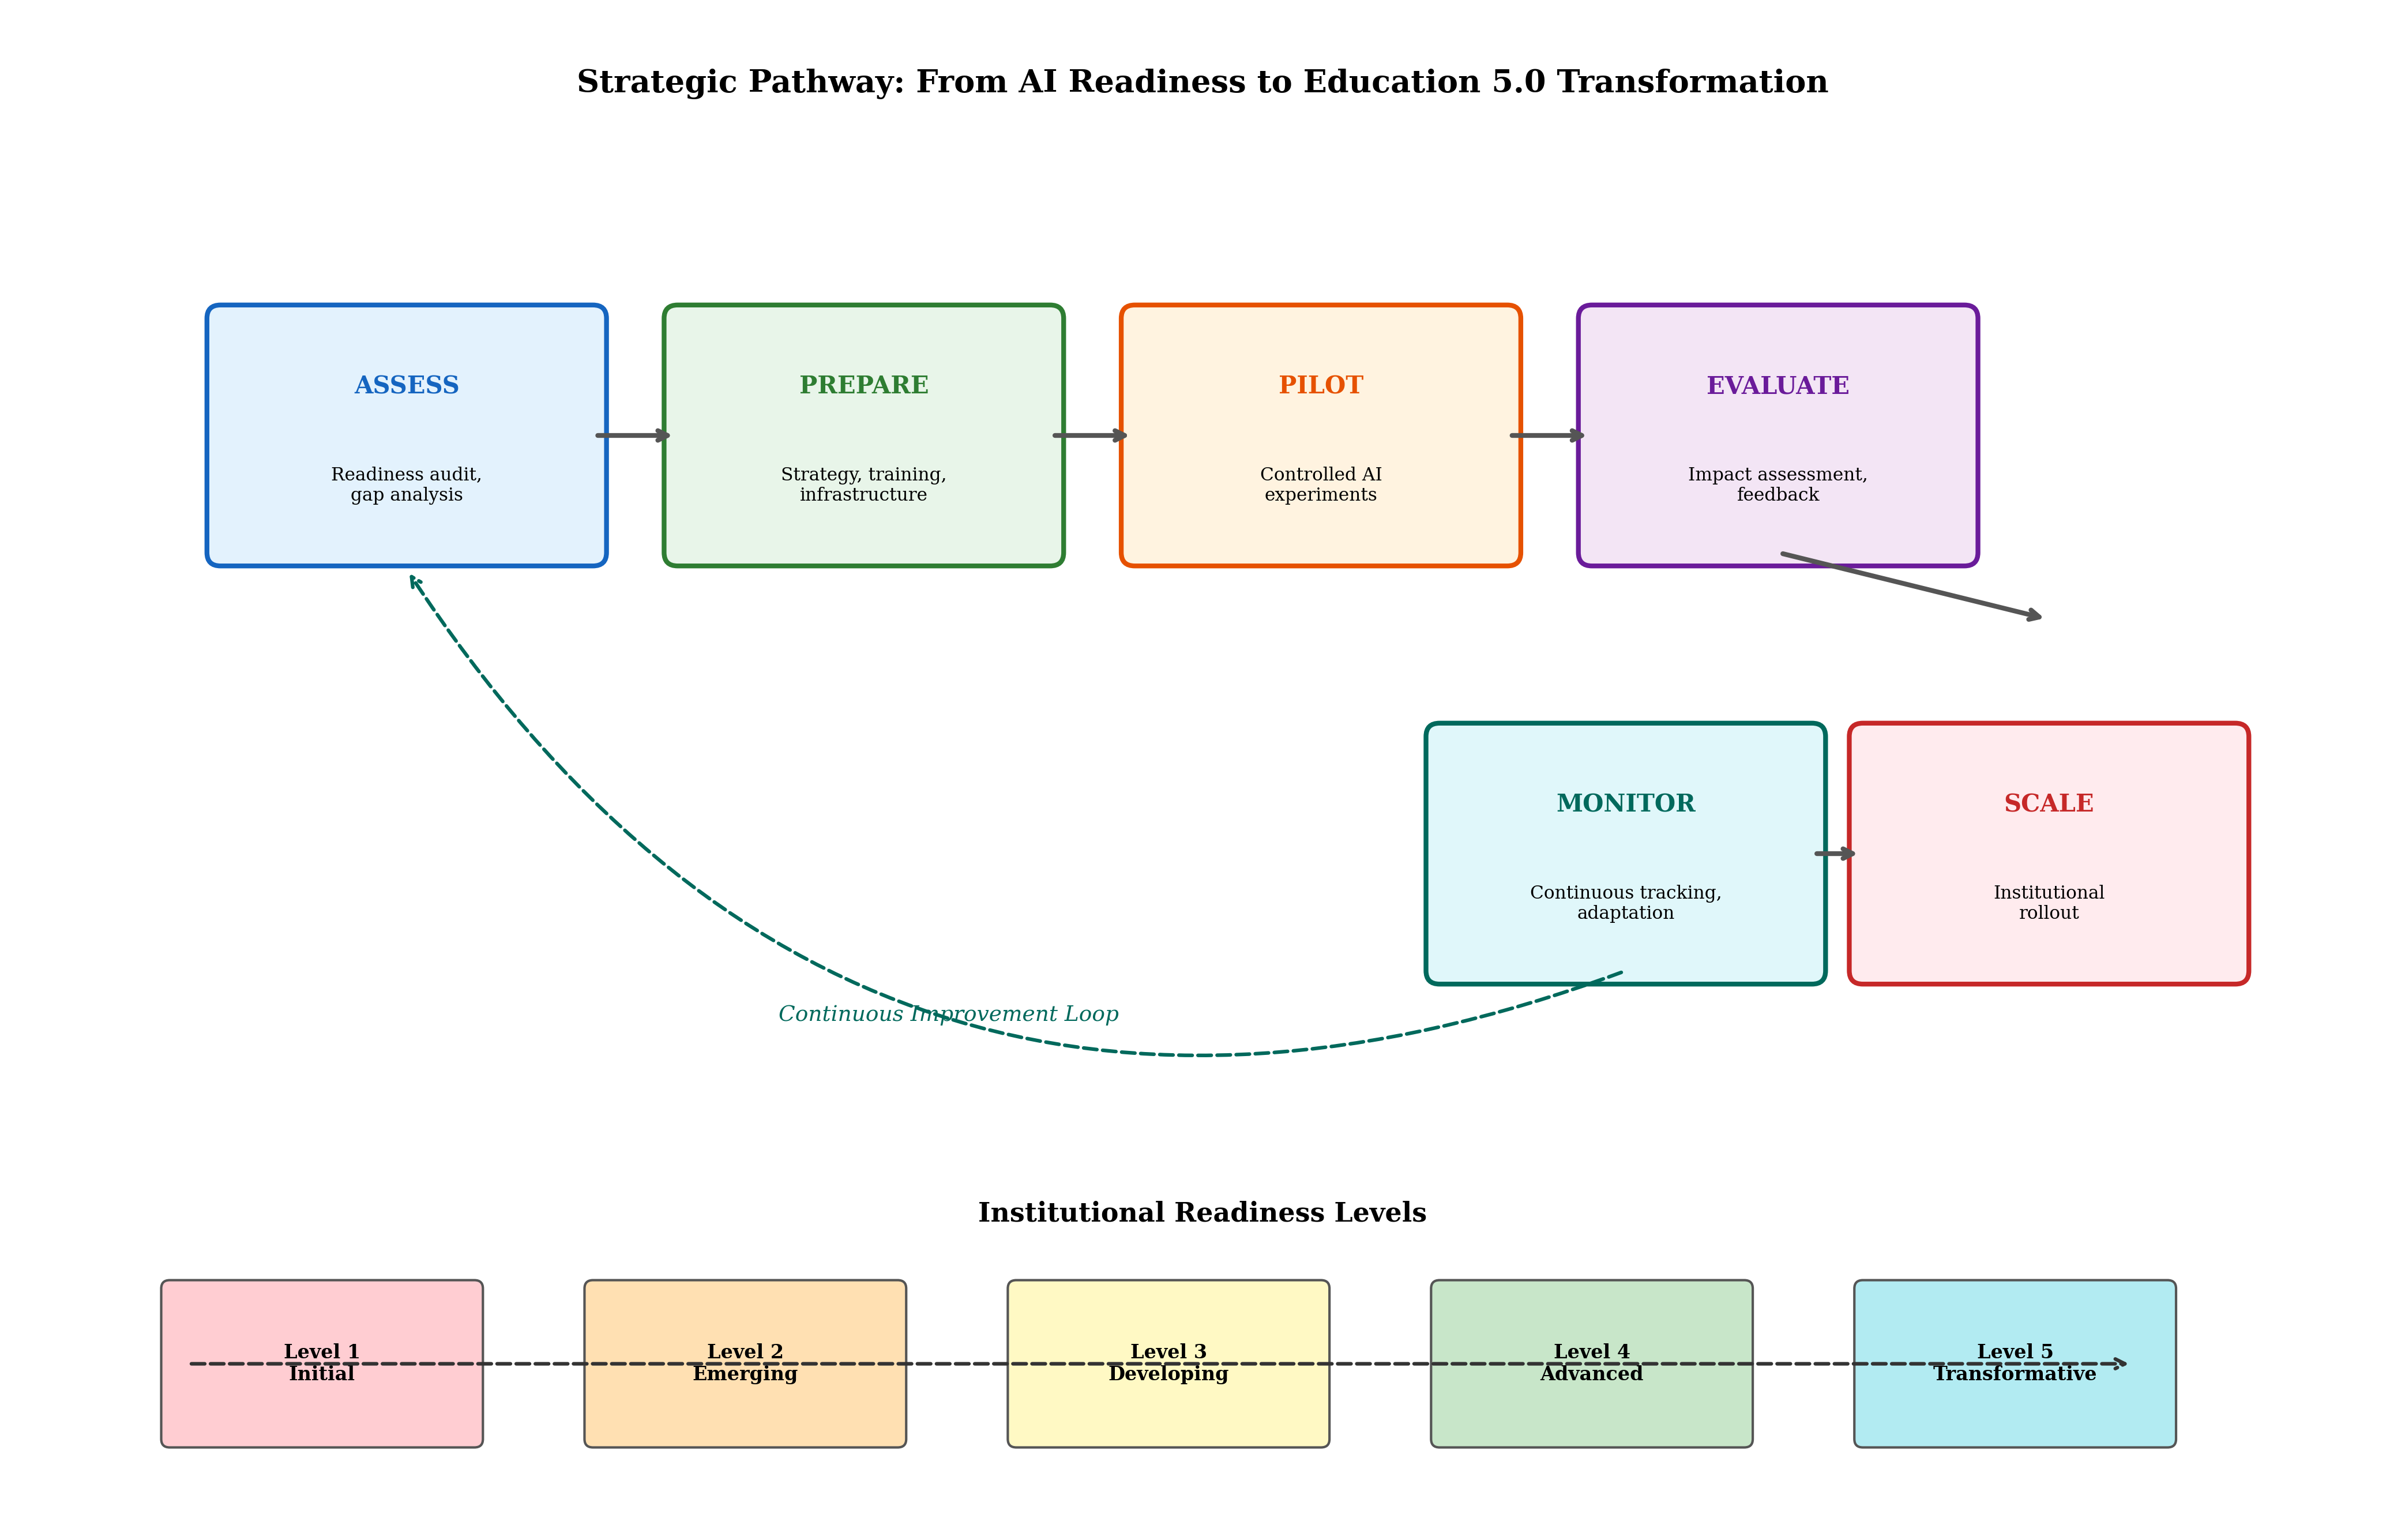 Strategic Pathway: From AI Readiness to Education 5.0 Transformation
ASSESS
Readiness audit,
gap analysis
PREPARE
Strategy, training,
infrastructure
PILOT
Controlled AI
experiments
EVALUATE
Impact assessment,
feedback
MONITOR
Continuous tracking,
adaptation
SCALE
Institutional
rollout
Continuous Improvement Loop
Institutional Readiness Levels
Level 1
Initial
Level 2
Emerging
Level 3
Developing
Level 4
Advanced
Level 5
Transformative